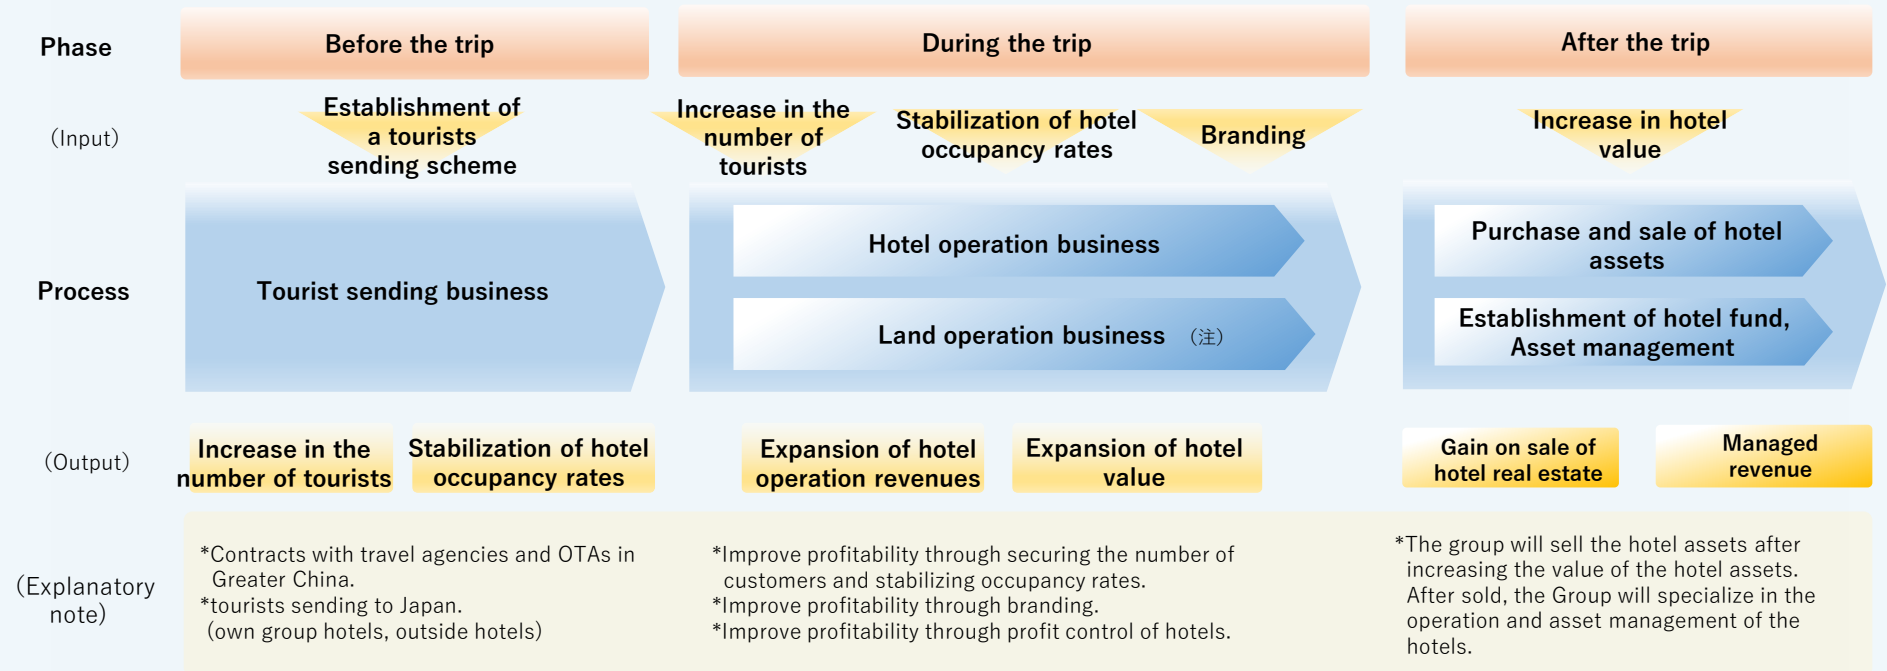 Phase
Before the trip
During the trip
After the trip
(Input)
Establishment of
a tourists
sending scheme
Increase in the
number of
tourists
Stabilization of hotel
occupancy rates
Branding
Increase in hotel
value
Process
Tourist sending business
Hotel operation business
Land operation business （注）
Purchase and sale of hotel
assets
Establishment of hotel fund,
Asset management
(Output)
Increase in the
number of tourists
Stabilization of hotel
occupancy rates
Expansion of hotel
operation revenues
Expansion of hotel
value
Gain on sale of
hotel real estate
Managed
revenue
(Explanatory
note)
*Contracts with travel agencies and OTAs in
Greater China.
*tourists sending to Japan.
(own group hotels, outside hotels)
*Improve profitability through securing the number of
customers and stabilizing occupancy rates.
*Improve profitability through branding.
*Improve profitability through profit control of hotels.
*The group will sell the hotel assets after
increasing the value of the hotel assets.
After sold, the Group will specialize in the
operation and asset management of the
hotels.